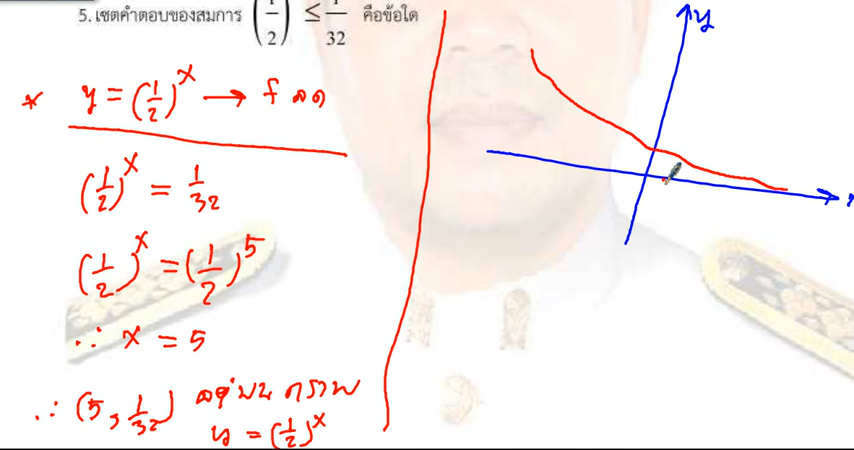 5. เซตคำตอบของสมการ (1/2) ≤ 1/32 คือข้อใด
* y = (1/2)^x → f ลด
(1/2)^x = 1/32
(1/2)^x = (1/2)^5
∴ x = 5
∴ (5, 1/32) อยู่บน กราฟ
y = (1/2)^x
y
x